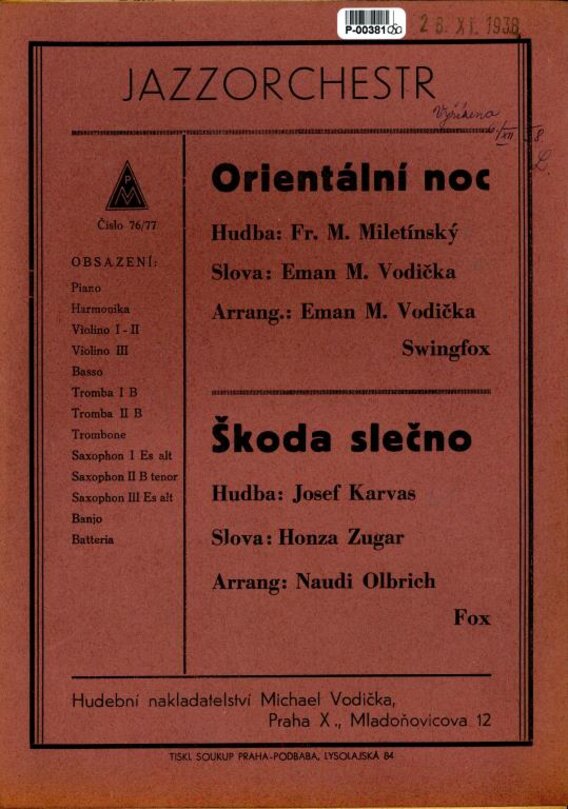 P-00381
28. XI. 1938
JAZZORCHESTR
Vyřízeno
Číslo 76/77
OBSAZENÍ:
Piano
Harmonika
Violino I - II
Violino III
Basso
Tromba I B
Tromba II B
Trombone
Saxophon I Es alt
Saxophon II B tenor
Saxophon III Es alt
Banjo
Batteria
Orientální noc
Hudba: Fr. M. Miletínský
Slova: Eman M. Vodička
Arrang.: Eman M. Vodička
Swingfox
Škoda slečno
Hudba: Josef Karvas
Slova: Honza Zugar
Arrang: Naudi Olbrich
Fox
Hudební nakladatelství Michael Vodička,
Praha X., Mladoňovicova 12
TISKL SOUKUP PRAHA-PODBABA, LYSOLAJSKÁ 84